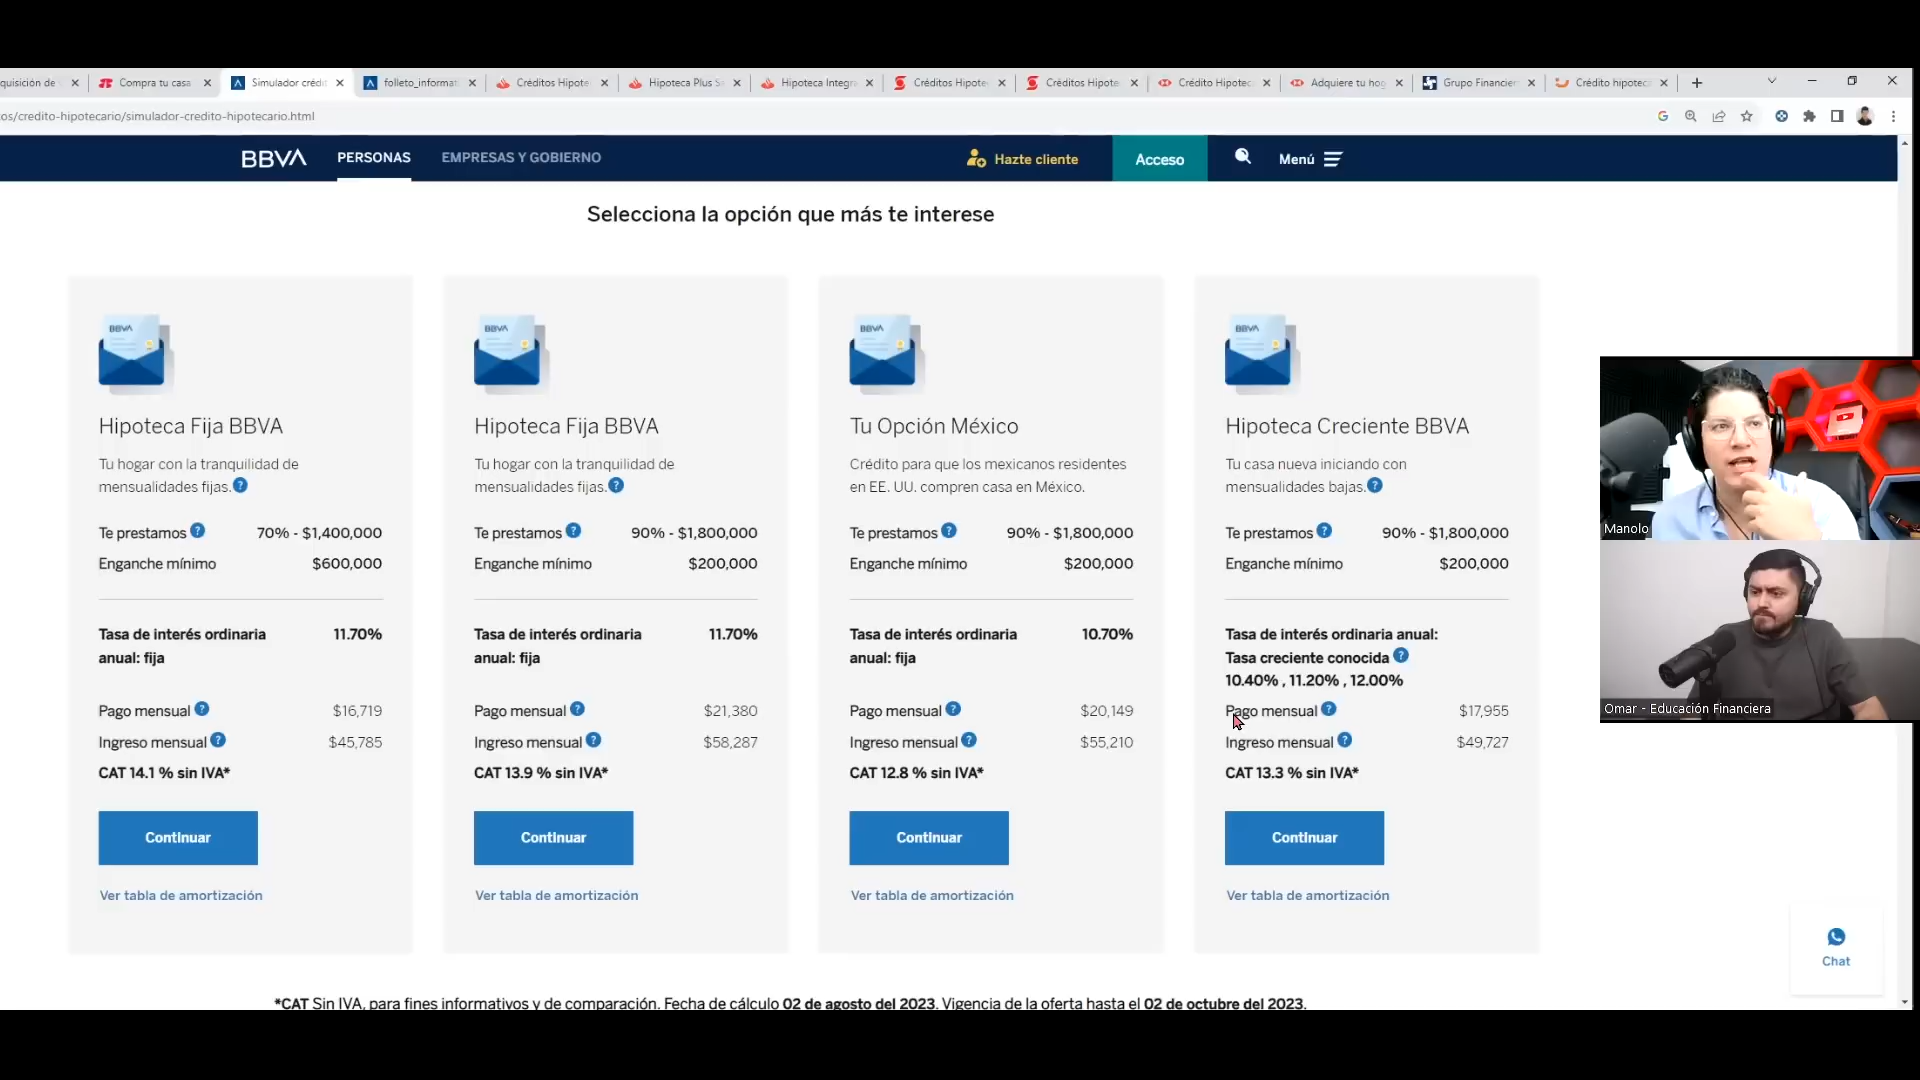 quisición de
Compra tu casa
Simulador crédit
folleto_informat
Créditos Hipote
Hipoteca Plus S
Hipoteca Integr
Créditos Hipote
Créditos Hipote
Crédito Hipotec
Adquiere tu hog
Grupo Financier
Crédito hipotec
os/credito-hipotecario/simulador-credito-hipotecario.html
BBVA
PERSONAS
EMPRESAS Y GOBIERNO
Hazte cliente
Acceso
Menú
Selecciona la opción que más te interese
BBVA
Hipoteca Fija BBVA
Tu hogar con la tranquilidad de
mensualidades fijas.
Te prestamos 70% - $1,400,000
Enganche mínimo $600,000
Tasa de interés ordinaria 11.70%
anual: fija
Pago mensual $16,719
Ingreso mensual $45,785
CAT 14.1 % sin IVA*
Continuar
Ver tabla de amortización
BBVA
Hipoteca Fija BBVA
Tu hogar con la tranquilidad de
mensualidades fijas.
Te prestamos 90% - $1,800,000
Enganche mínimo $200,000
Tasa de interés ordinaria 11.70%
anual: fija
Pago mensual $21,380
Ingreso mensual $58,287
CAT 13.9 % sin IVA*
Continuar
Ver tabla de amortización
BBVA
Tu Opción México
Crédito para que los mexicanos residentes
en EE. UU. compren casa en México.
Te prestamos 90% - $1,800,000
Enganche mínimo $200,000
Tasa de interés ordinaria 10.70%
anual: fija
Pago mensual $20,149
Ingreso mensual $55,210
CAT 12.8 % sin IVA*
Continuar
Ver tabla de amortización
BBVA
Hipoteca Creciente BBVA
Tu casa nueva iniciando con
mensualidades bajas.
Te prestamos 90% - $1,800,000
Enganche mínimo $200,000
Tasa de interés ordinaria anual:
Tasa creciente conocida
10.40% , 11.20% , 12.00%
Pago mensual $17,955
Ingreso mensual $49,727
CAT 13.3 % sin IVA*
Continuar
Ver tabla de amortización
Manolo
Omar - Educación Financiera
Chat
*CAT Sin IVA, para fines informativos y de comparación. Fecha de cálculo 02 de agosto del 2023. Vigencia de la oferta hasta el 02 de octubre del 2023.